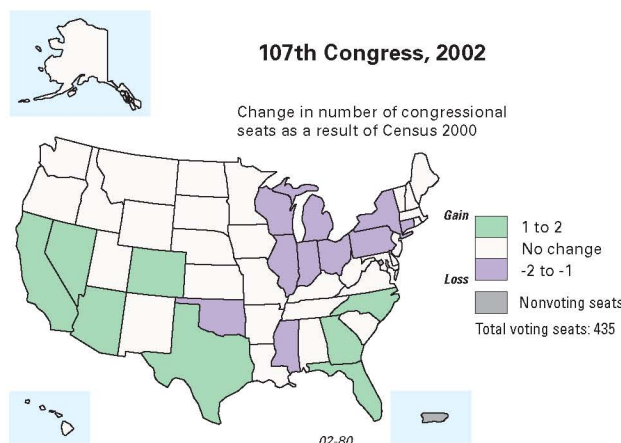 107th Congress, 2002
Change in number of congressional
seats as a result of Census 2000
Gain
1 to 2
No change
Loss
-2 to -1
Nonvoting seats
Total voting seats: 435
02-80